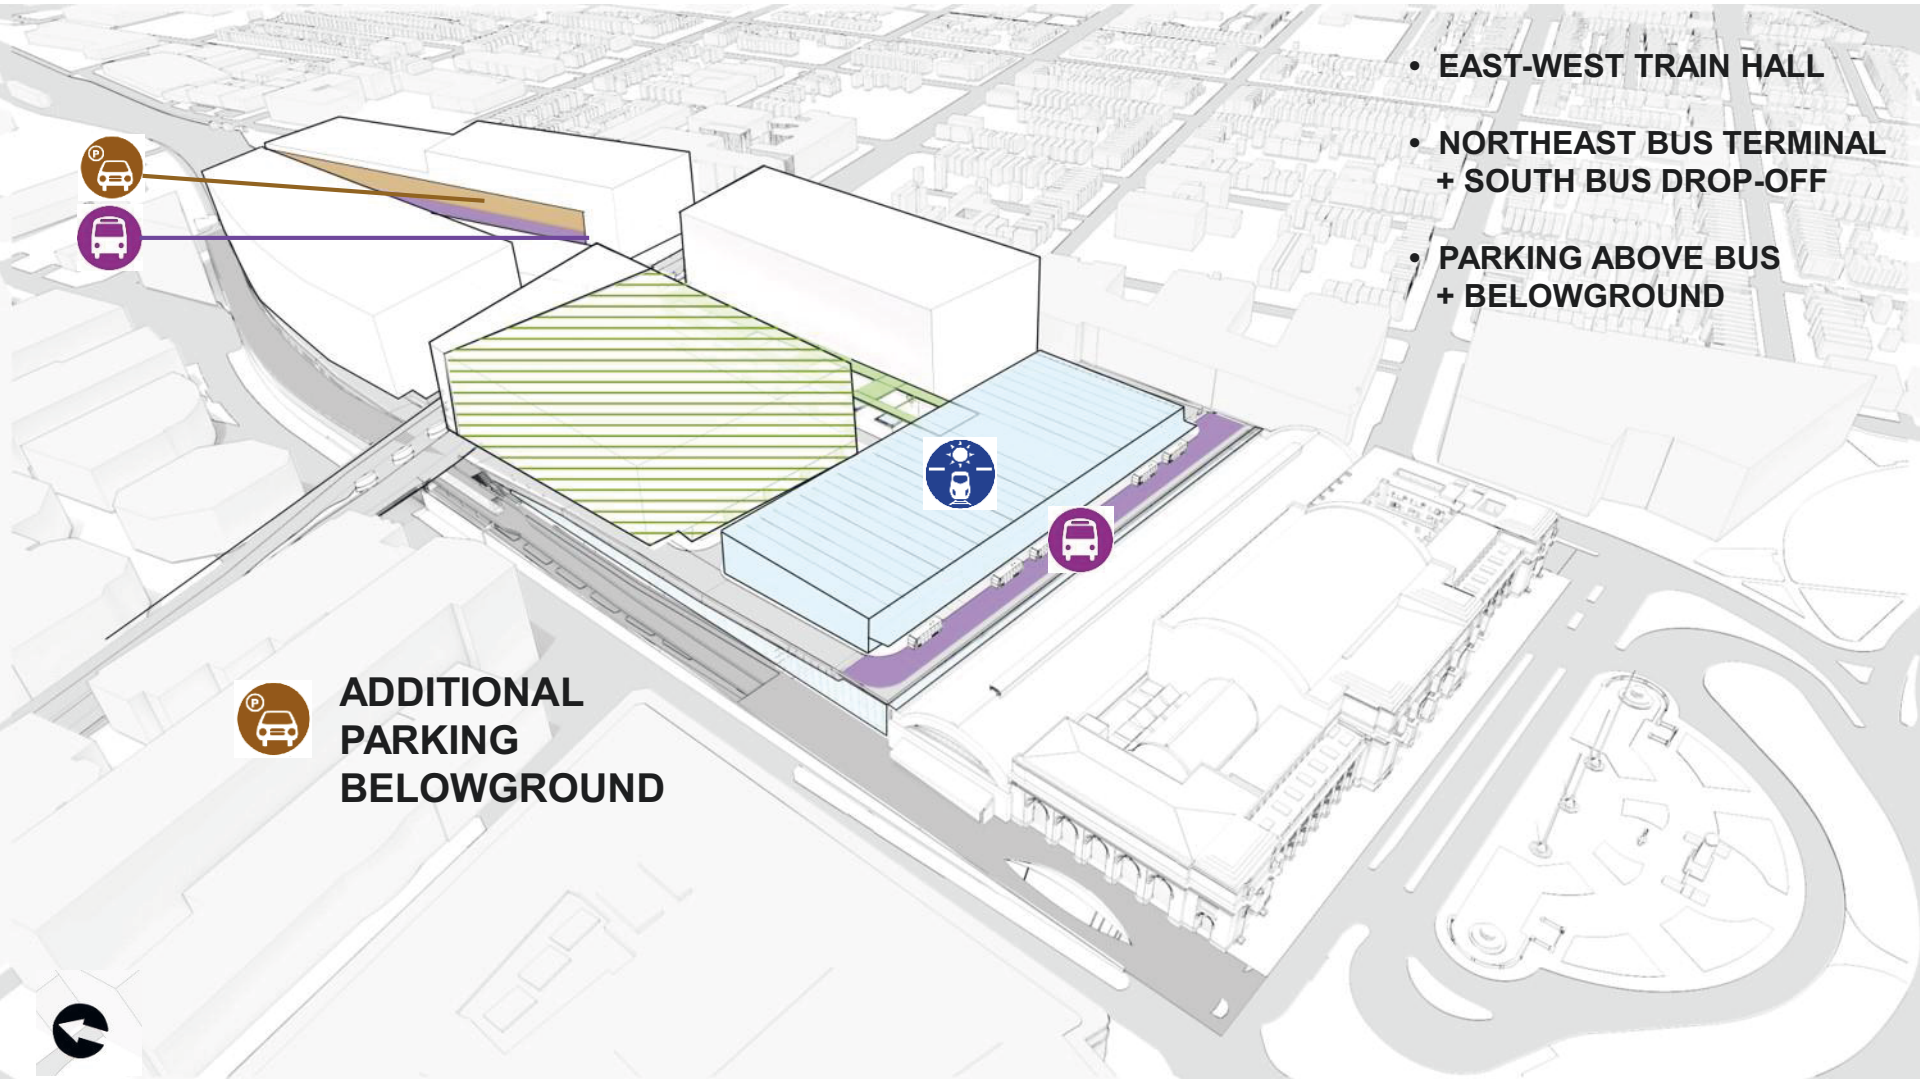 • EAST-WEST TRAIN HALL
• NORTHEAST BUS TERMINAL
+ SOUTH BUS DROP-OFF
• PARKING ABOVE BUS
+ BELOWGROUND
P
P
ADDITIONAL
PARKING
BELOWGROUND